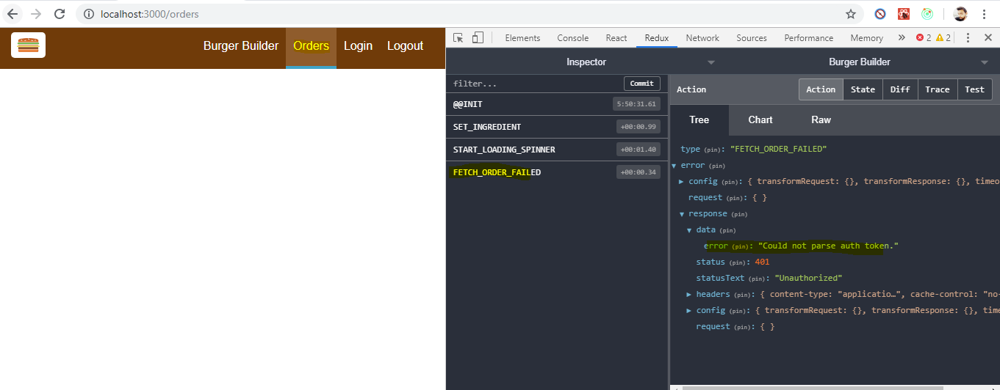 localhost:3000/orders
Burger Builder Orders Login Logout
Elements Console React Redux Network Sources Performance Memory » 2 2
Inspector Burger Builder
filter... Commit
@@INIT 5:50:31.61
SET_INGREDIENT +00:00.99
START_LOADING_SPINNER +00:01.40
FETCH_ORDER_FAILED +00:00.34
Action Action State Diff Trace Test
Tree Chart Raw
type (pin): "FETCH_ORDER_FAILED"
error (pin)
config (pin): { transformRequest: {}, transformResponse: {}, timeo
request (pin): { }
response (pin)
data (pin)
error (pin): "Could not parse auth token."
status (pin): 401
statusText (pin): "Unauthorized"
headers (pin): { content-type: "applicatio…", cache-control: "no-
config (pin): { transformRequest: {}, transformResponse: {}, time
request (pin): { }